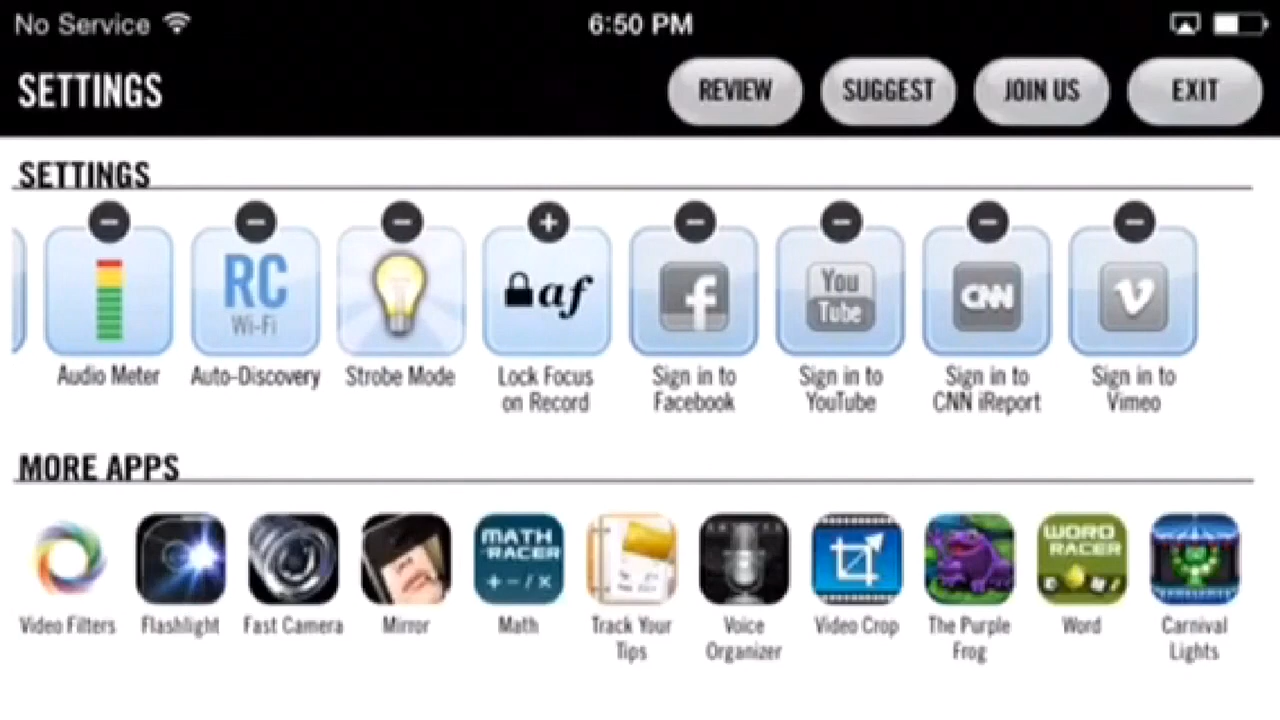 No Service 6:50 PM
SETTINGS REVIEW SUGGEST JOIN US EXIT
SETTINGS
RC
Wi-Fi
af
f
You
Tube
CNN
v
Audio Meter Auto-Discovery Strobe Mode Lock Focus Sign in to Sign in to Sign in to Sign in to
on Record Facebook YouTube CNN iReport Vimeo
MORE APPS
MATH
RACER
+ - / x
WORD
RACER
Video Filters Flashlight Fast Camera Mirror Math Track Your Voice Video Crop The Purple Word Carnival
Tips Organizer Frog Lights